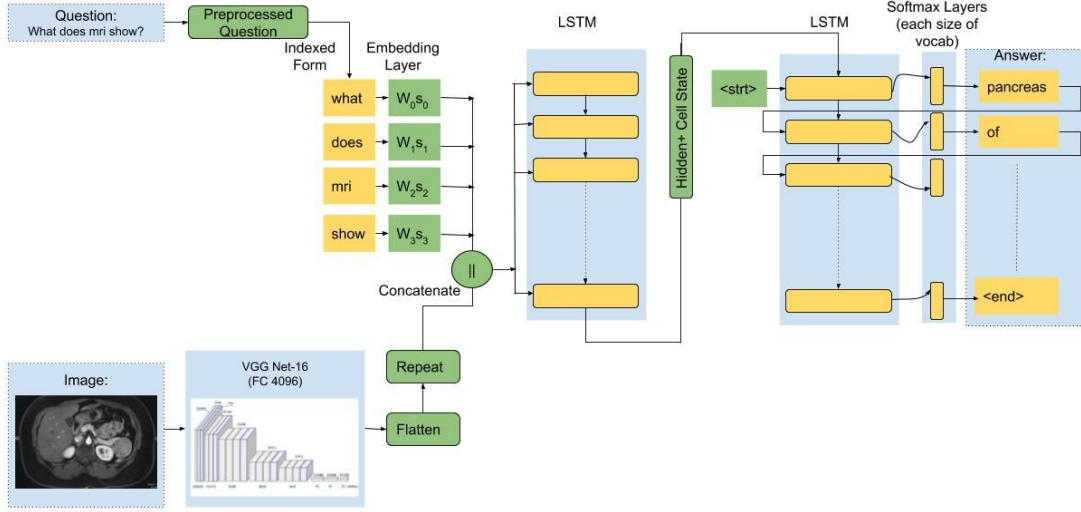 Question:
What does mri show?
Preprocessed
Question
Indexed
Form
Embedding
Layer
what
W₀s₀
does
W₁s₁
mri
W₂s₂
show
W₃s₃
||
Concatenate
Repeat
Flatten
Image:
VGG Net-16
(FC 4096)
LSTM
Hidden+ Cell State
LSTM
<strt>
Softmax Layers
(each size of
vocab)
Answer:
pancreas
of
<end>